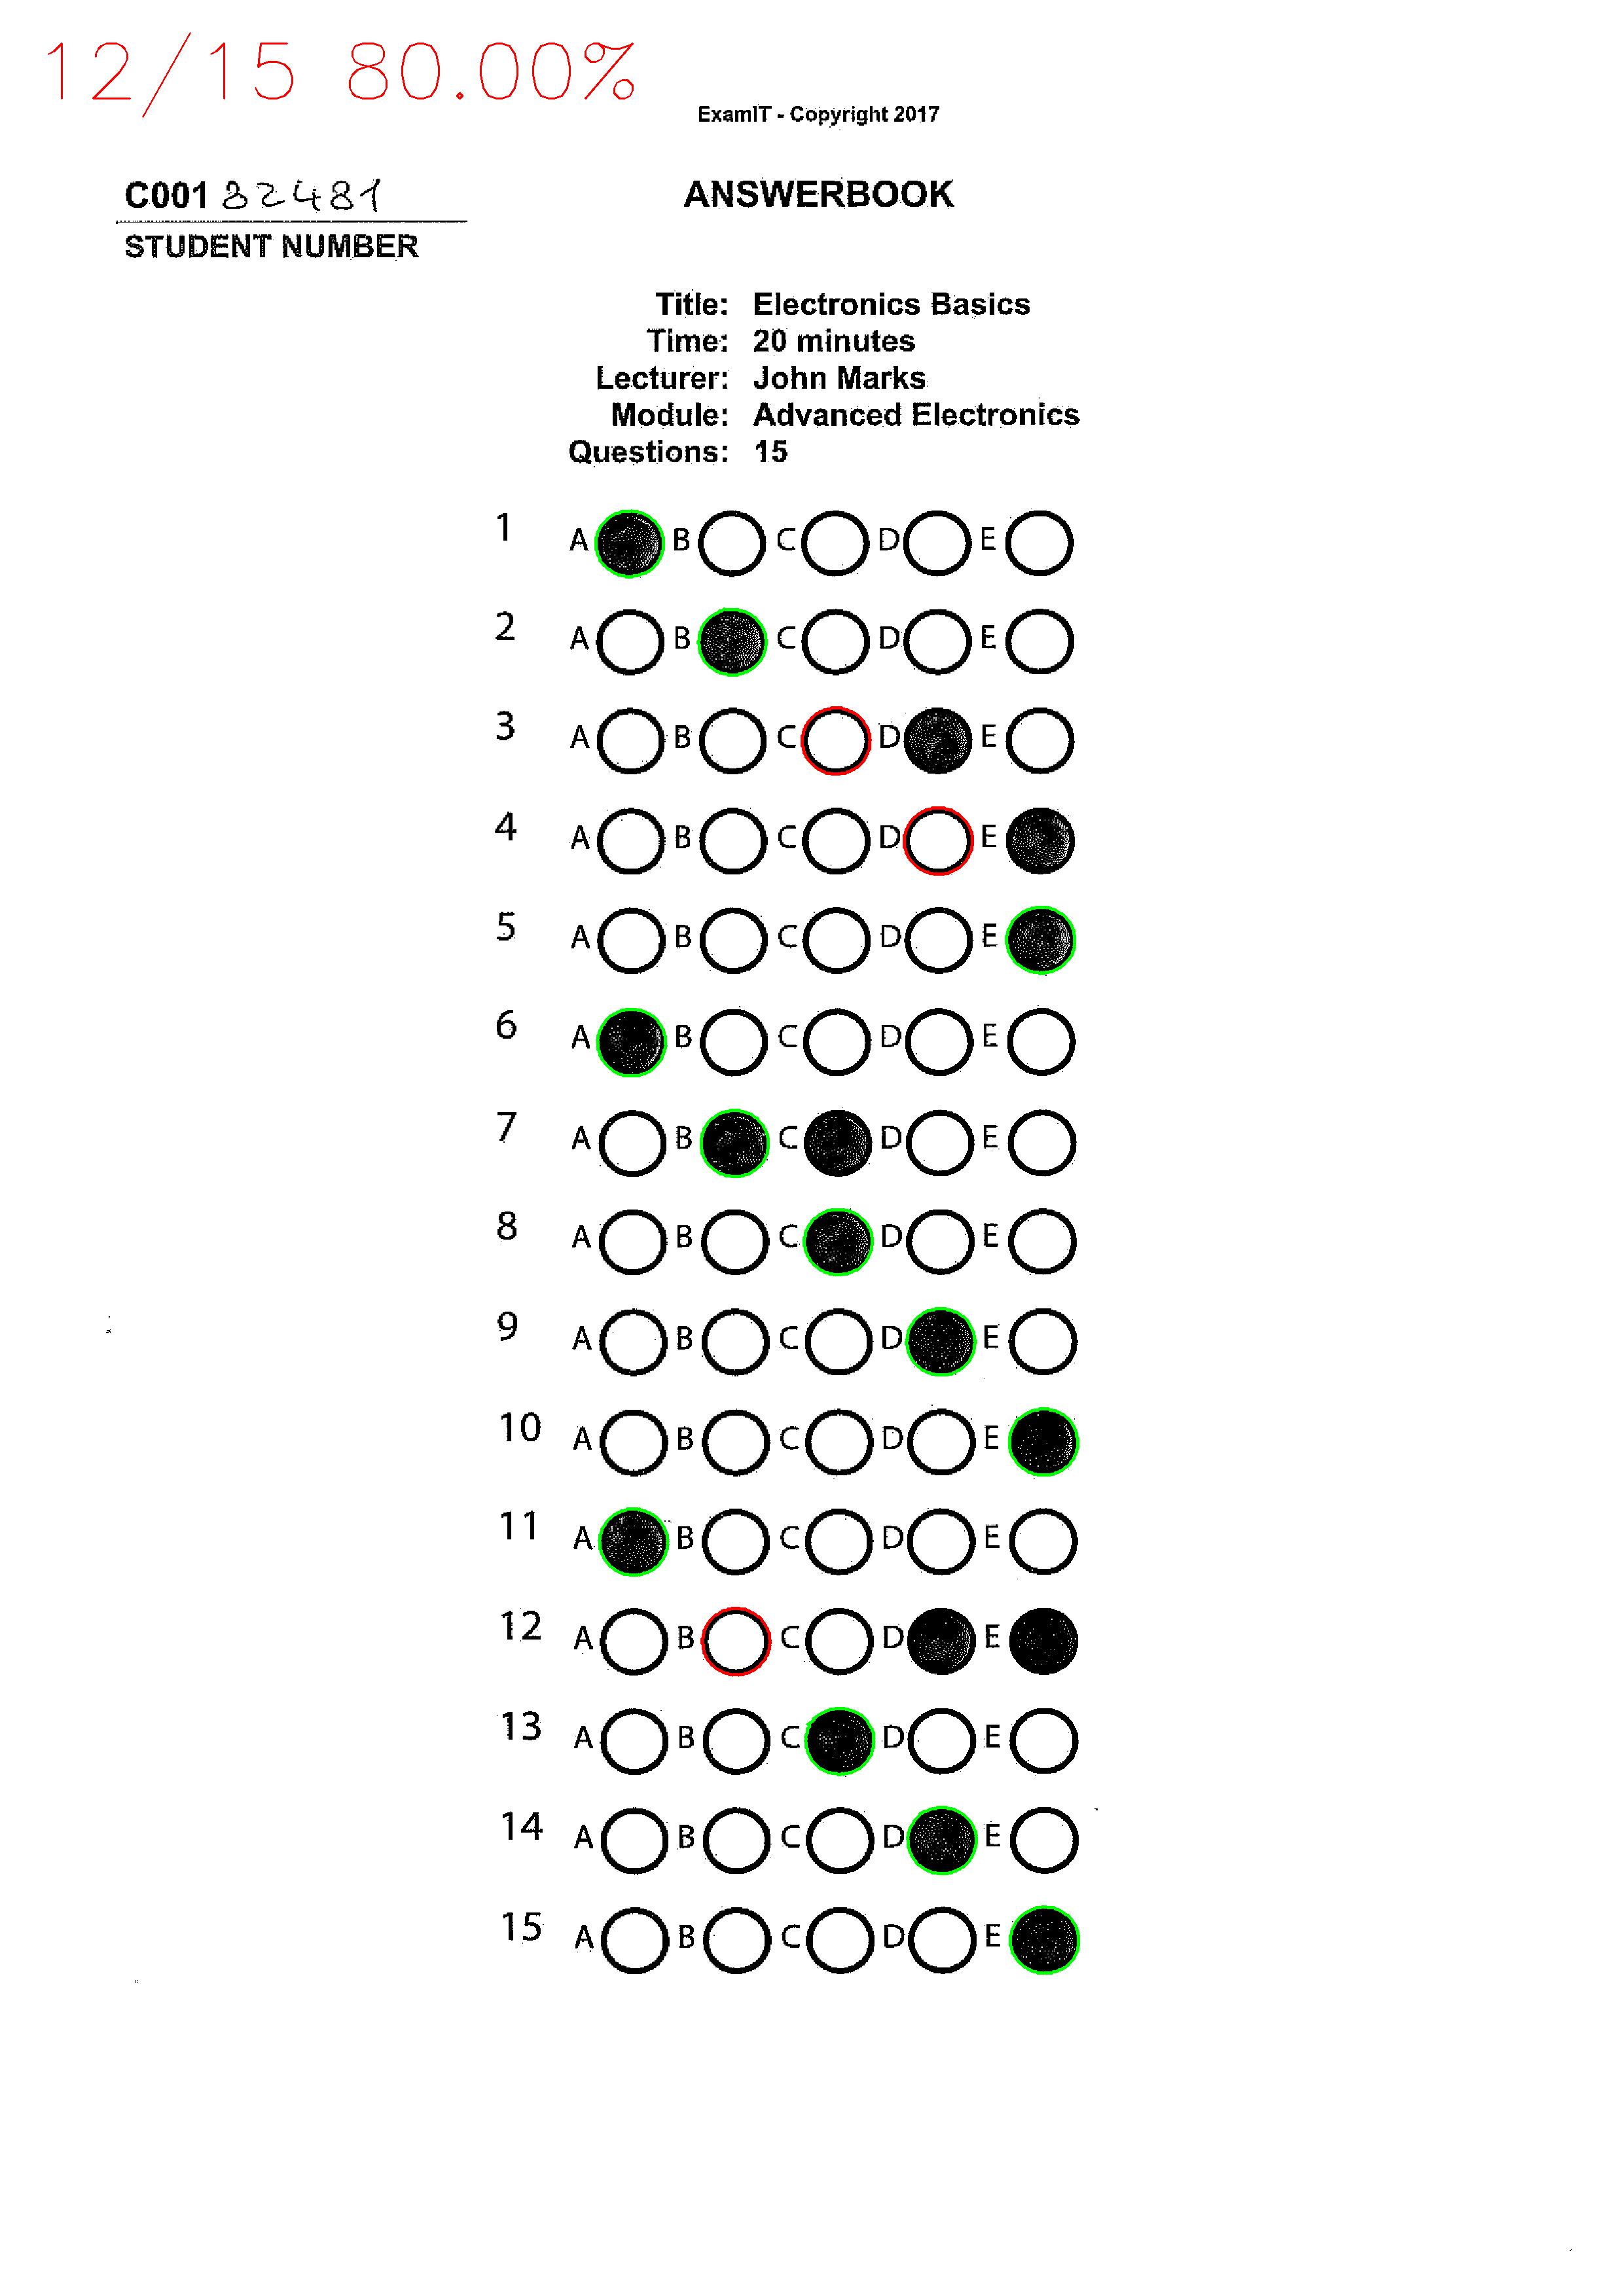 12/15 80.00%
ExamIT - Copyright 2017
C001 82481
ANSWERBOOK
STUDENT NUMBER
Title: Electronics Basics
Time: 20 minutes
Lecturer: John Marks
Module: Advanced Electronics
Questions: 15
1 A B C D E
2 A B C D E
3 A B C D E
4 A B C D E
5 A B C D E
6 A B C D E
7 A B C D E
8 A B C D E
9 A B C D E
10 A B C D E
11 A B C D E
12 A B C D E
13 A B C D E
14 A B C D E
15 A B C D E